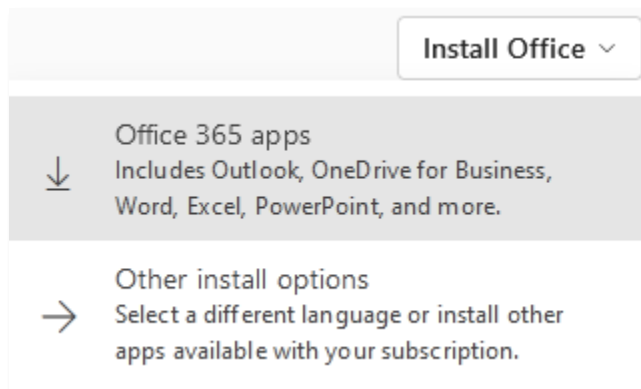 Install Office
Office 365 apps
Includes Outlook, OneDrive for Business,
Word, Excel, PowerPoint, and more.
Other install options
Select a different language or install other
apps available with your subscription.